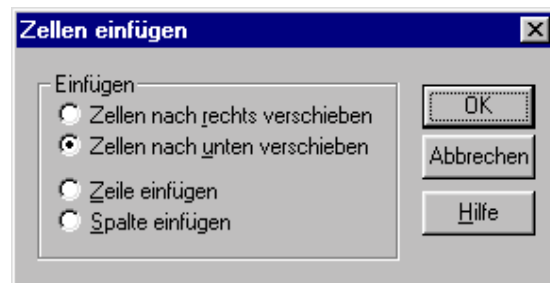 Zellen einfügen
Einfügen
Zellen nach rechts verschieben
Zellen nach unten verschieben
Zeile einfügen
Spalte einfügen
OK
Abbrechen
Hilfe